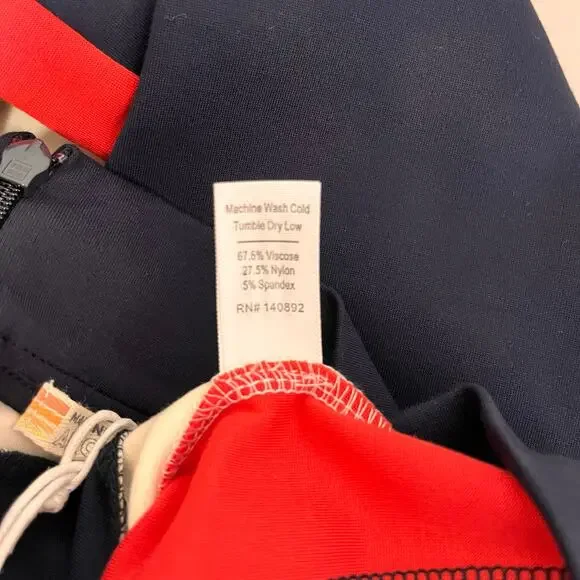 Machine Wash Cold
Tumble Dry Low
67.5% Viscose
27.5% Nylon
5% Spandex
RN# 140892